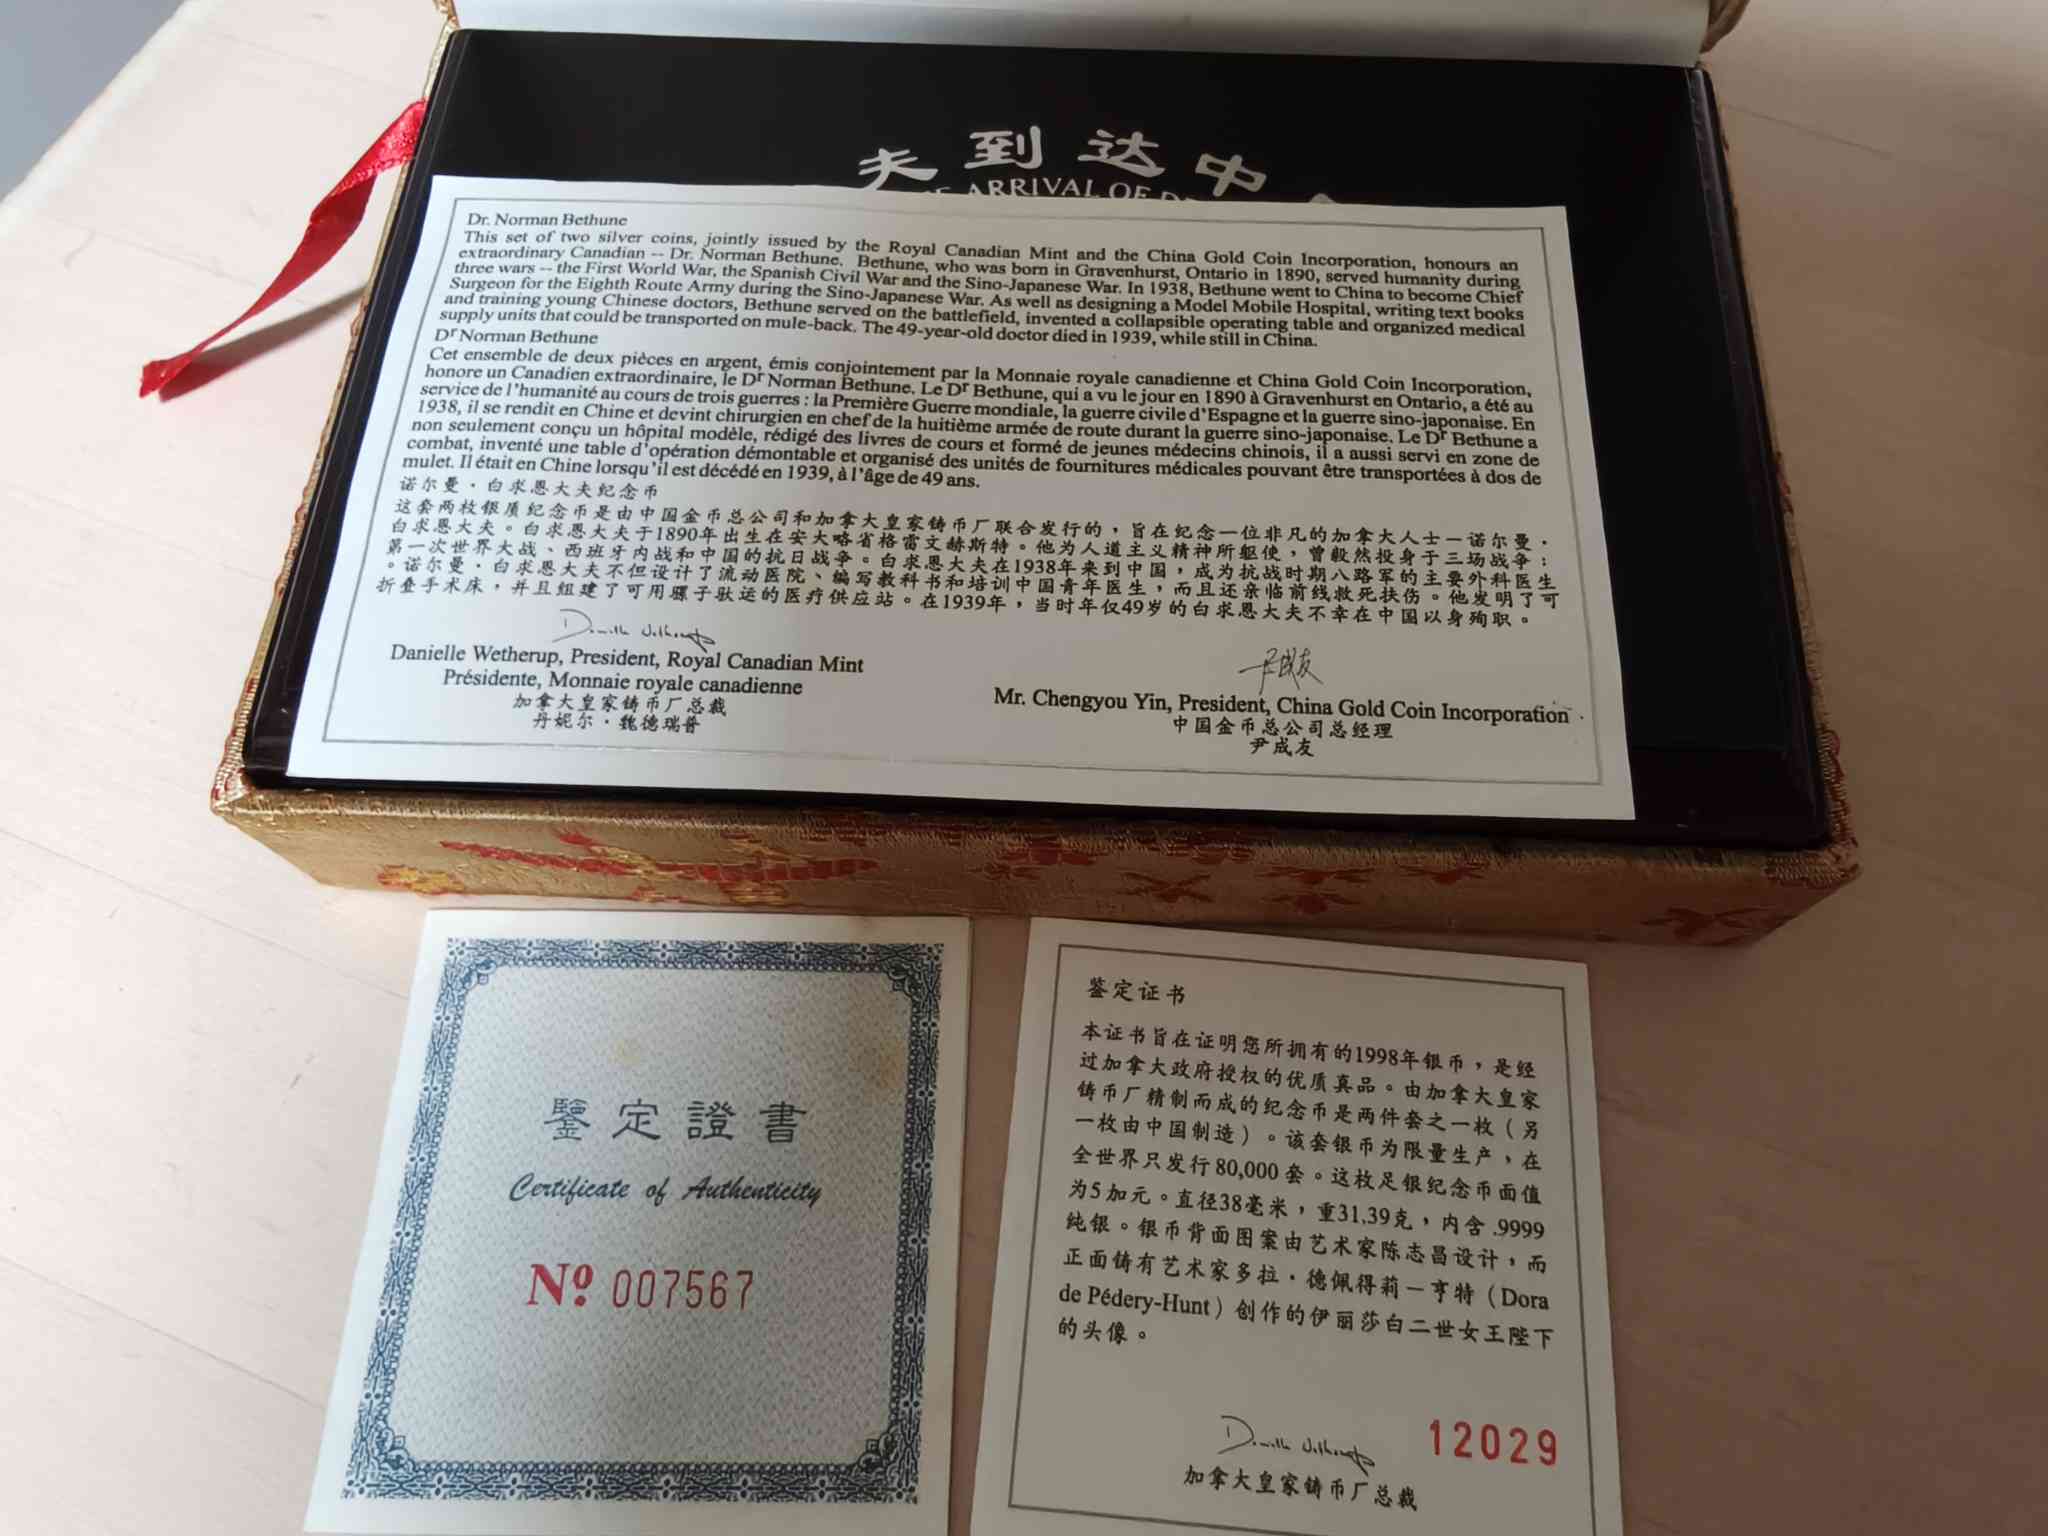 夫到达中
ARRIVAL OF
Dr. Norman Bethune
This set of two silver coins, jointly issued by the Royal Canadian Mint and the China Gold Coin Incorporation, honours an
extraordinary Canadian -- Dr. Norman Bethune. Bethune, who was born in Gravenhurst, Ontario in 1890, served humanity during
three wars -- the First World War, the Spanish Civil War and the Sino-Japanese War. In 1938, Bethune went to China to become Chief
Surgeon for the Eighth Route Army during the Sino-Japanese War. As well as designing a Model Mobile Hospital, writing text books
and training young Chinese doctors, Bethune served on the battlefield, invented a collapsible operating table and organized medical
supply units that could be transported on mule-back. The 49-year-old doctor died in 1939, while still in China.
Dr Norman Bethune
Cet ensemble de deux pièces en argent, émis conjointement par la Monnaie royale canadienne et China Gold Coin Incorporation,
honore un Canadien extraordinaire, le Dr Norman Bethune. Le Dr Bethune, qui a vu le jour en 1890 à Gravenhurst en Ontario, a été au
service de l'humanité au cours de trois guerres : la Première Guerre mondiale, la guerre civile d'Espagne et la guerre sino-japonaise. En
1938, il se rendit en Chine et devint chirurgien en chef de la huitième armée de route durant la guerre sino-japonaise. Le Dr Bethune a
non seulement conçu un hôpital modèle, rédigé des livres de cours et formé de jeunes médecins chinois, il a aussi servi en zone de
combat, inventé une table d'opération démontable et organisé des unités de fournitures médicales pouvant être transportées à dos de
mulet. Il était en Chine lorsqu'il est décédé en 1939, à l'âge de 49 ans.
诺尔曼·白求恩大夫纪念币
这套两枚银质纪念币是由中国金币总公司和加拿大皇家铸币厂联合发行的，旨在纪念一位非凡的加拿大人士—诺尔曼·
白求恩大夫。白求恩大夫于1890年出生在安大略省格雷文赫斯特。他为人道主义精神所驱使，曾毅然投身于三场战争：
第一次世界大战、西班牙内战和中国的抗日战争。白求恩大夫在1938年来到中国，成为抗战时期八路军的主要外科医生
。诺尔曼·白求恩大夫不但设计了流动医院、编写教科书和培训中国青年医生，而且还亲临前线救死扶伤。他发明了可
折叠手术床，并且组建了可用骡子驮运的医疗供应站。在1939年，当时年仅49岁的白求恩大夫不幸在中国以身殉职。
Danielle Wetherup, President, Royal Canadian Mint
Présidente, Monnaie royale canadienne
加拿大皇家铸币厂总裁
丹妮尔·魏德瑞普
尹成友
Mr. Chengyou Yin, President, China Gold Coin Incorporation
中国金币总公司总经理
尹成友
鑒定證書
Certificate of Authenticity
Nº 007567
鉴定证书
本证书旨在证明您所拥有的1998年银币，是经
过加拿大政府授权的优质真品。由加拿大皇家
铸币厂精制而成的纪念币是两件套之一枚（另
一枚由中国制造）。该套银币为限量生产，在
全世界只发行80,000套。这枚足银纪念币面值
为5加元。直径38毫米，重31.39克，内含.9999
纯银。银币背面图案由艺术家陈志昌设计，而
正面铸有艺术家多拉·德佩得莉—亨特（Dora
de Pédery-Hunt）创作的伊丽莎白二世女王陛下
的头像。
12029
加拿大皇家铸币厂总裁